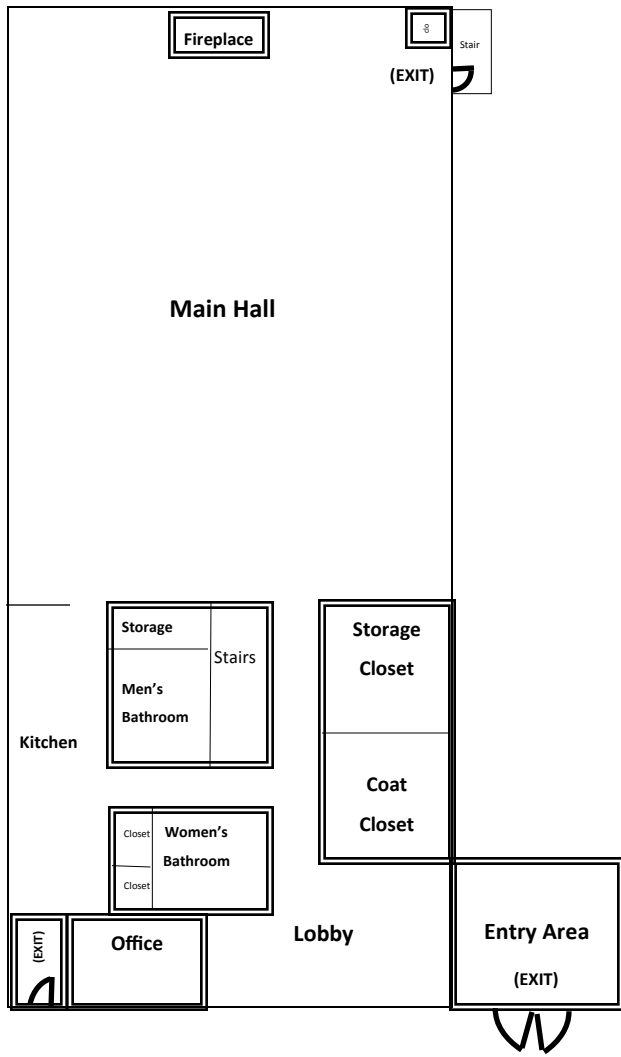 Fireplace
do
Stair
(EXIT)
Main Hall
Storage
Stairs
Men's
Bathroom
Storage
Closet
Kitchen
Coat
Closet
Closet
Women's
Bathroom
Closet
(EXIT)
Office
Lobby
Entry Area
(EXIT)